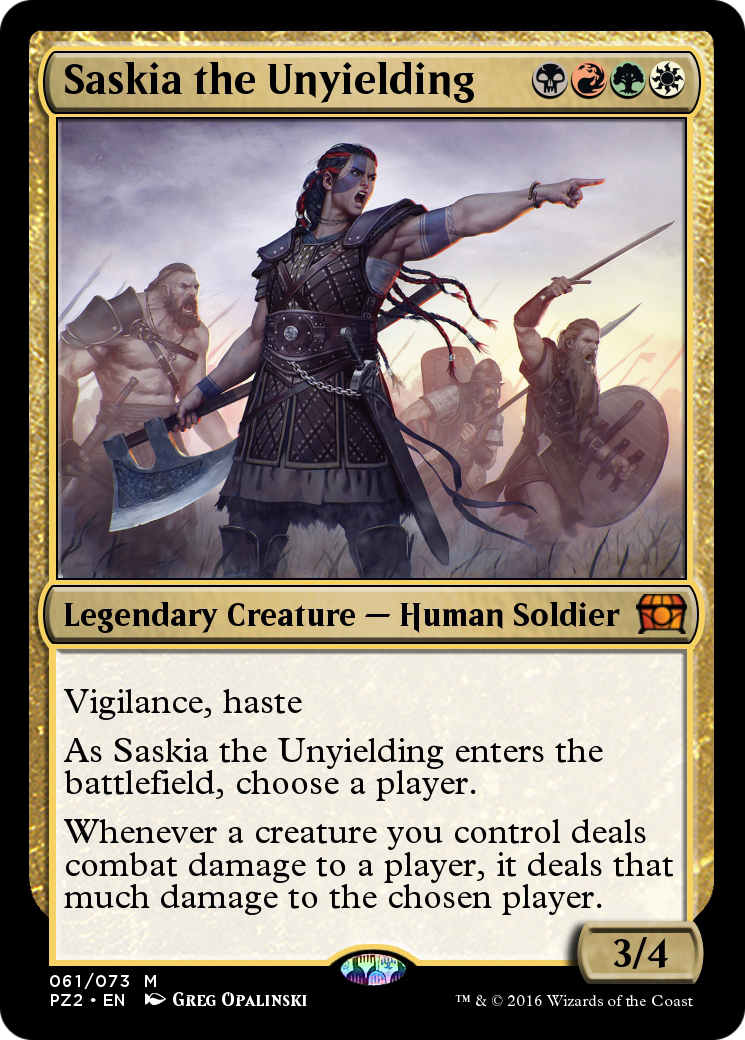 Saskia the Unyielding
Legendary Creature — Human Soldier
Vigilance, haste
As Saskia the Unyielding enters the
battlefield, choose a player.
Whenever a creature you control deals
combat damage to a player, it deals that
much damage to the chosen player.
3/4
061/073 M
PZ2 • EN Greg Opalinski
™ & © 2016 Wizards of the Coast